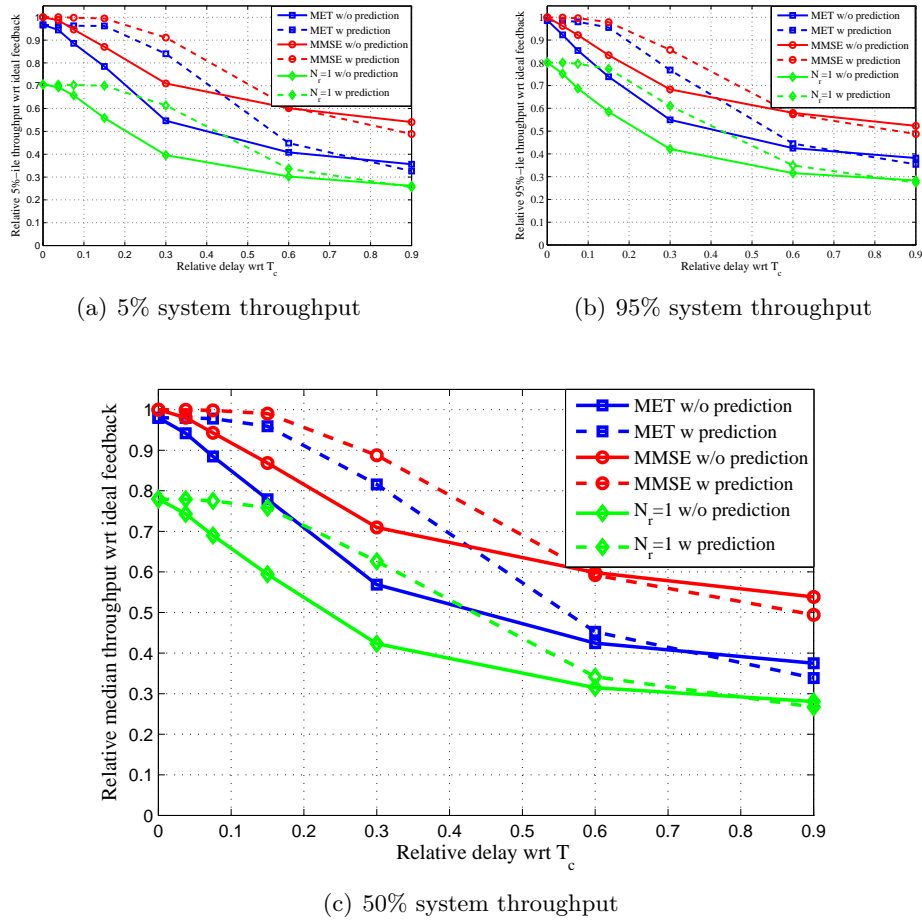 Relative 5%−ile throughput wrt ideal feedback
1
0.9
0.8
0.7
0.6
0.5
0.4
0.3
0.2
0.1
0
0 0.1 0.2 0.3 0.4 0.5 0.6 0.7 0.8 0.9
Relative delay wrt T_c
MET w/o prediction
MET w prediction
MMSE w/o prediction
MMSE w prediction
N_r=1 w/o prediction
N_r=1 w prediction
(a) 5% system throughput
Relative 95%−ile throughput wrt ideal feedback
1
0.9
0.8
0.7
0.6
0.5
0.4
0.3
0.2
0.1
0
0 0.1 0.2 0.3 0.4 0.5 0.6 0.7 0.8 0.9
Relative delay wrt T_c
MET w/o prediction
MET w prediction
MMSE w/o prediction
MMSE w prediction
N_r=1 w/o prediction
N_r=1 w prediction
(b) 95% system throughput
Relative median throughput wrt ideal feedback
1
0.9
0.8
0.7
0.6
0.5
0.4
0.3
0.2
0.1
0
0 0.1 0.2 0.3 0.4 0.5 0.6 0.7 0.8 0.9
Relative delay wrt T_c
MET w/o prediction
MET w prediction
MMSE w/o prediction
MMSE w prediction
N_r=1 w/o prediction
N_r=1 w prediction
(c) 50% system throughput